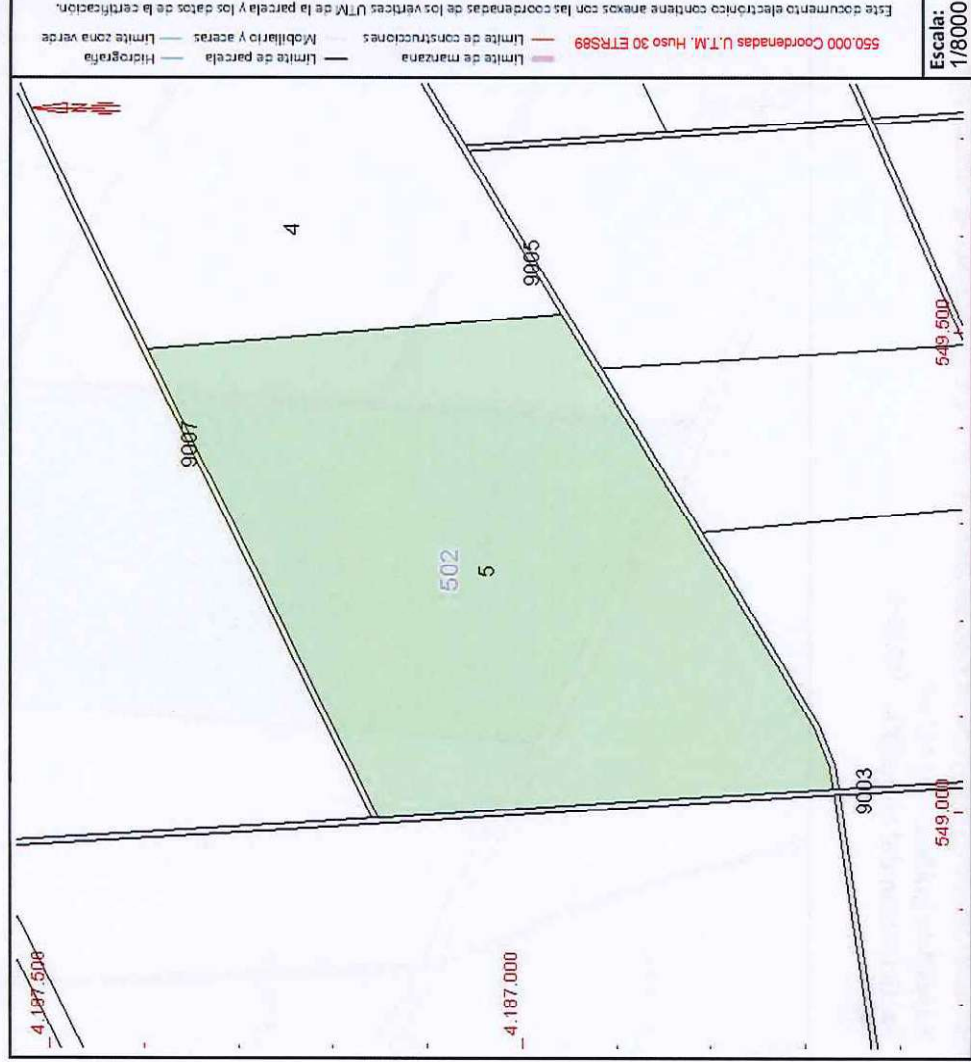 Este documento electrónico contiene anexos con las coordenadas de los vértices UTM de la parcela y los datos de la certificación.
550.000 Coordenadas U.T.M. Huso 30 ETRS89
Límite de manzana
Límite de parcela
Hidrografía
Límite de construcciones
Mobiliario y aceras
Límite zona verde
Escala:
1/8000
N
4.187.500
4
9007
9005
502
5
4.187.000
9003
549.000
549.500